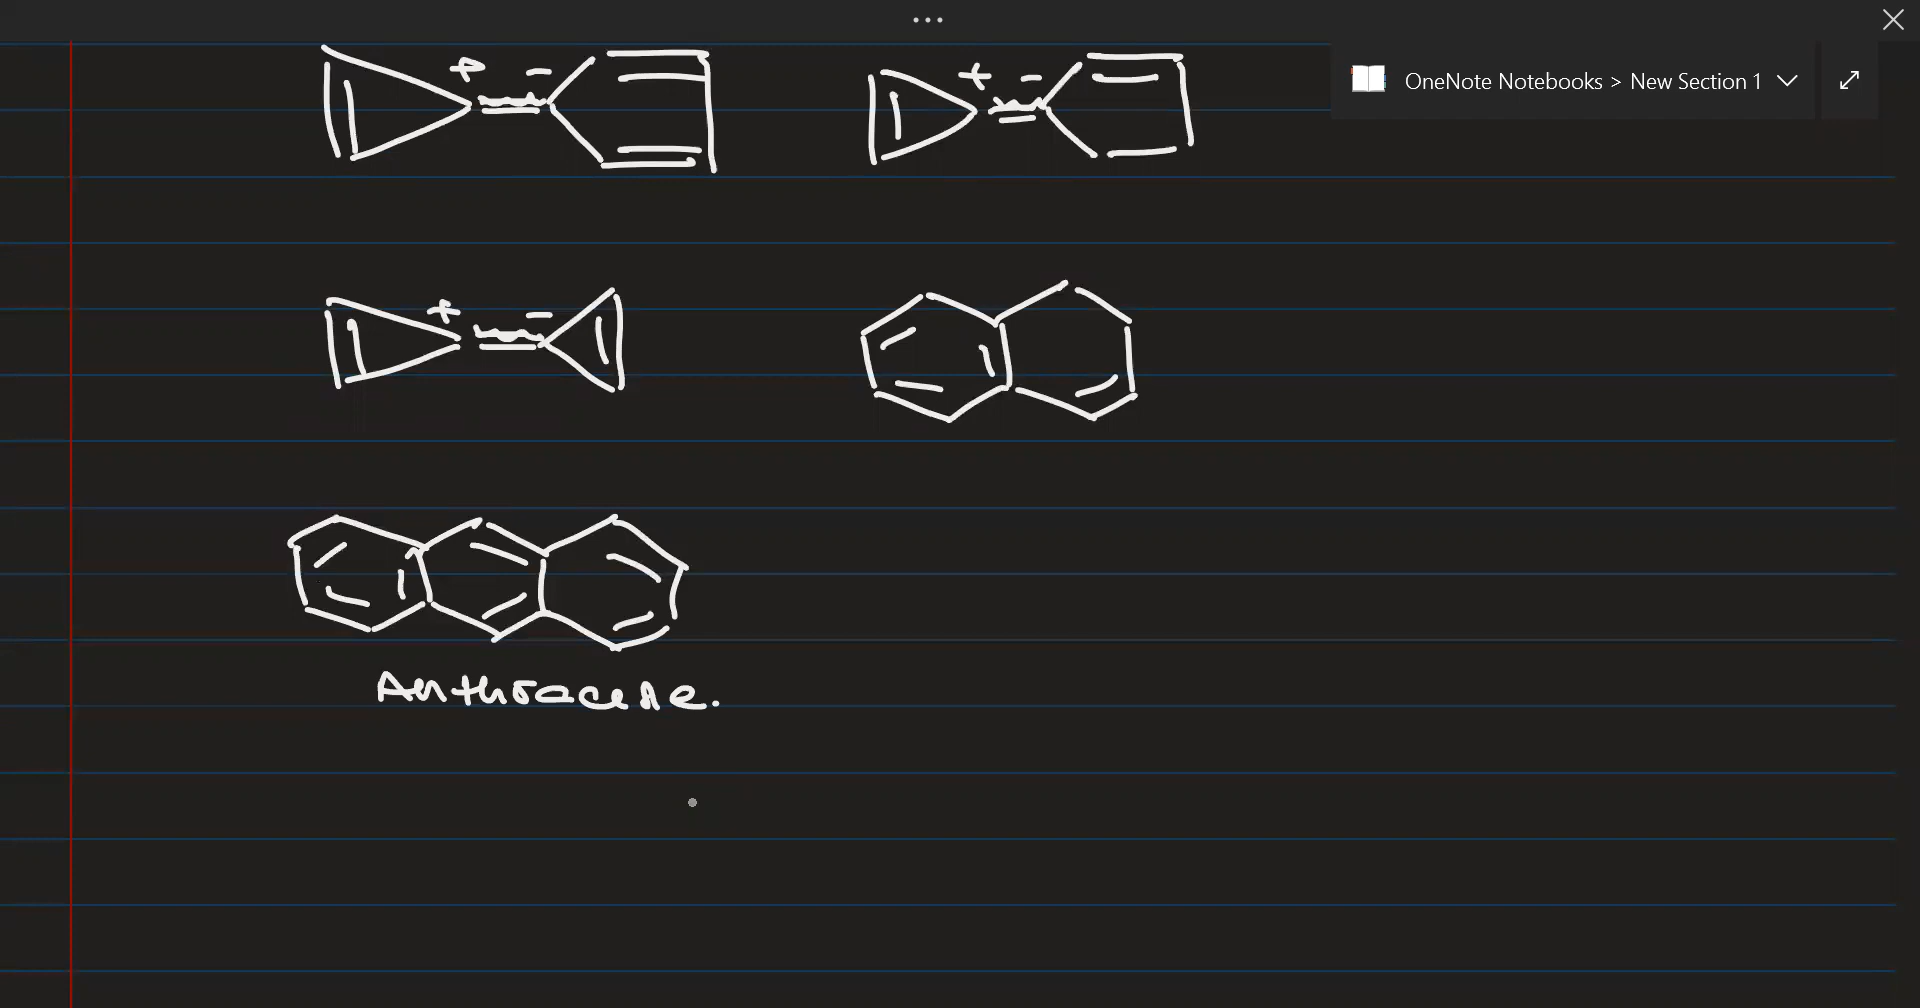 ...
OneNote Notebooks > New Section 1
+ -
+ -
+ -
Anthracene.